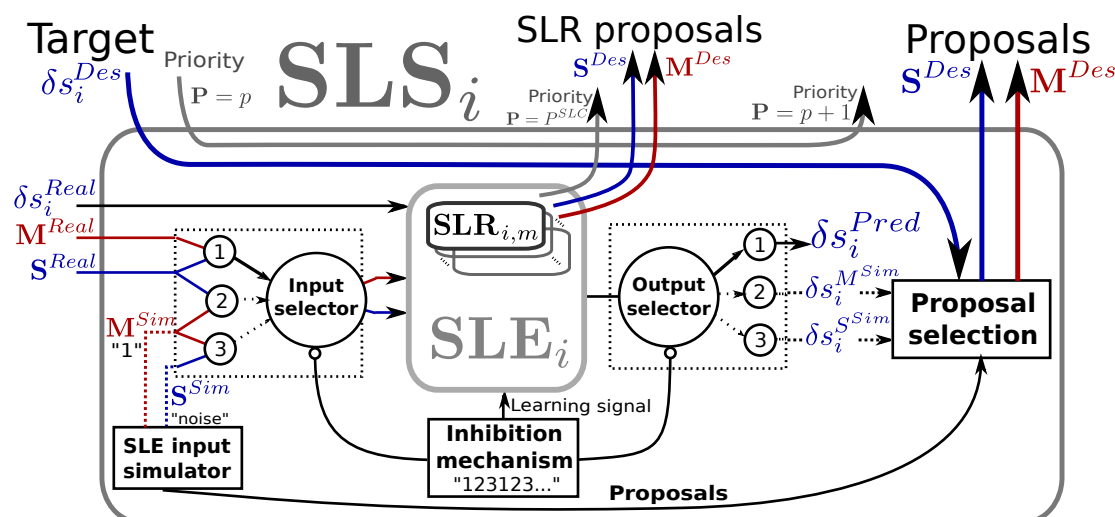 Target
δs_i^{Des}
Priority
P = p
SLS_i
SLR proposals
S^{Des}
M^{Des}
Priority
P = P^{SLC}
Priority
P = p + 1
Proposals
S^{Des}
M^{Des}
δs_i^{Real}
M^{Real}
S^{Real}
M^{Sim}
"1"
S^{Sim}
"noise"
1
2
3
Input
selector
SLR_{i,m}
SLE_i
Output
selector
1
2
3
δs_i^{Pred}
δs_i^{M^{Sim}}
δs_i^{S^{Sim}}
Proposal
selection
Learning signal
SLE input
simulator
Inhibition
mechanism
"123123..."
Proposals